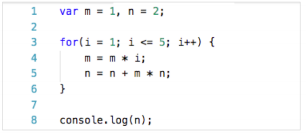 1 var m = 1, n = 2;
2
3 for(i = 1; i <= 5; i++) {
4     m = m * i;
5     n = n + m * n;
6 }
7
8 console.log(n);